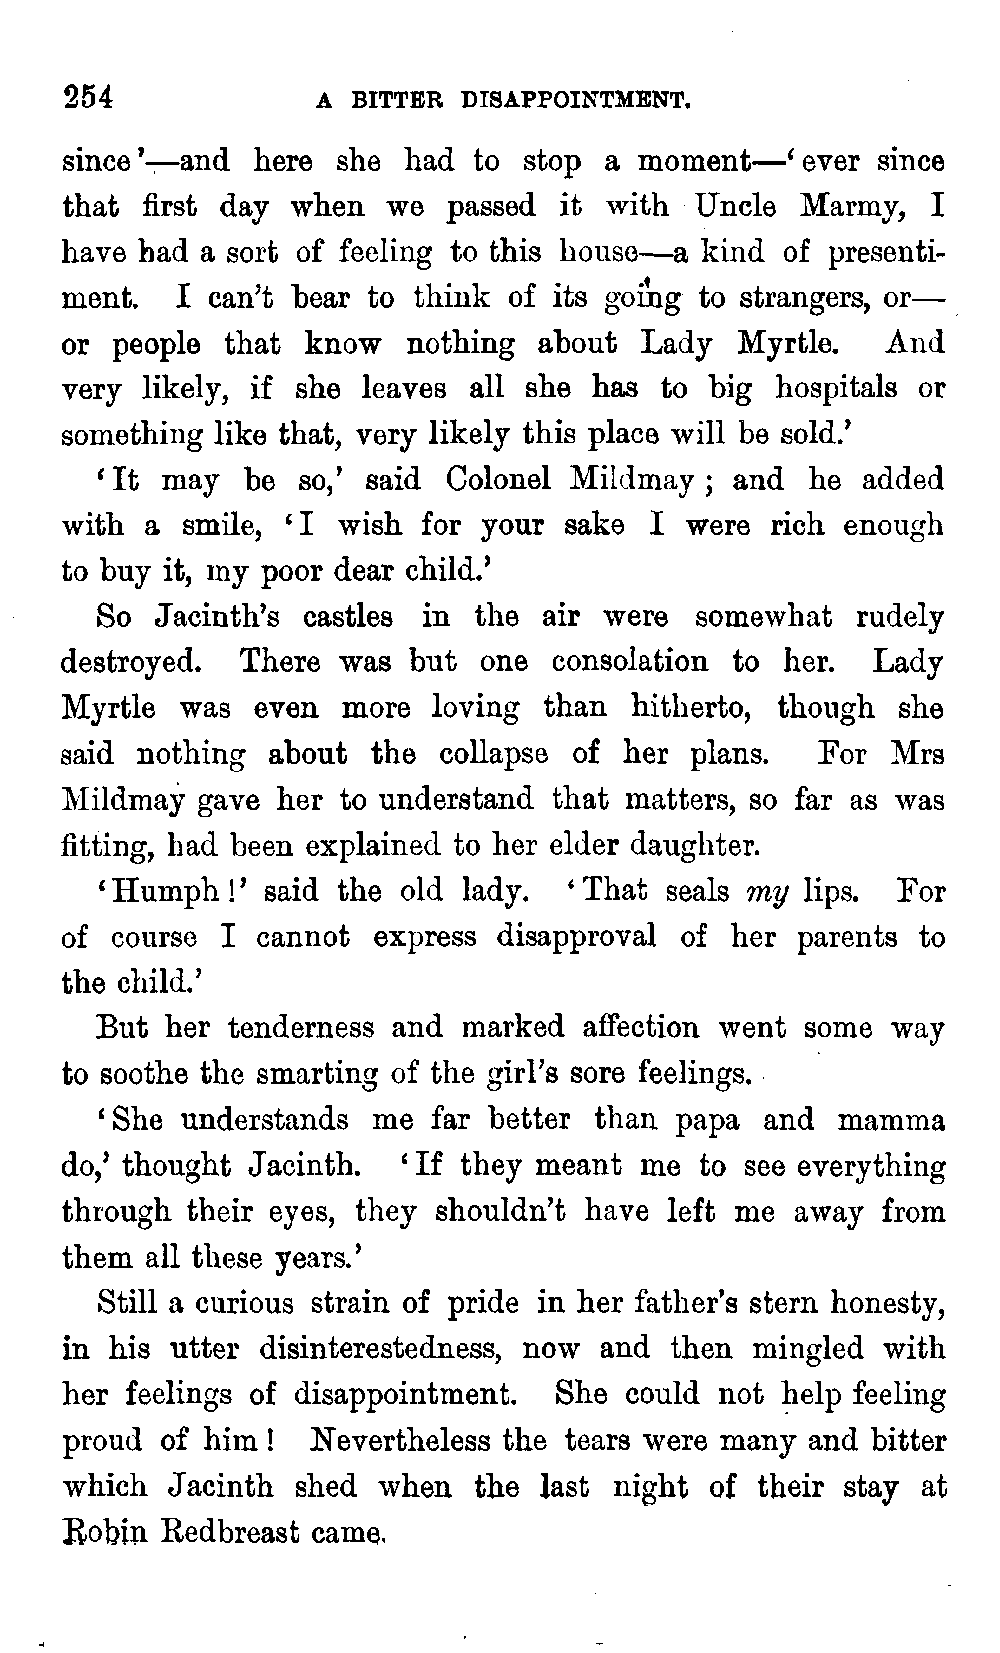 254 A BITTER DISAPPOINTMENT.
since'—and here she had to stop a moment—'ever since
that first day when we passed it with Uncle Marmy, I
have had a sort of feeling to this house—a kind of presenti-
ment. I can't bear to think of its going to strangers, or—
or people that know nothing about Lady Myrtle. And
very likely, if she leaves all she has to big hospitals or
something like that, very likely this place will be sold.'
'It may be so,' said Colonel Mildmay; and he added
with a smile, 'I wish for your sake I were rich enough
to buy it, my poor dear child.'
So Jacinth's castles in the air were somewhat rudely
destroyed. There was but one consolation to her. Lady
Myrtle was even more loving than hitherto, though she
said nothing about the collapse of her plans. For Mrs
Mildmay gave her to understand that matters, so far as was
fitting, had been explained to her elder daughter.
'Humph!' said the old lady. 'That seals my lips. For
of course I cannot express disapproval of her parents to
the child.'
But her tenderness and marked affection went some way
to soothe the smarting of the girl's sore feelings.
'She understands me far better than papa and mamma
do,' thought Jacinth. 'If they meant me to see everything
through their eyes, they shouldn't have left me away from
them all these years.'
Still a curious strain of pride in her father's stern honesty,
in his utter disinterestedness, now and then mingled with
her feelings of disappointment. She could not help feeling
proud of him! Nevertheless the tears were many and bitter
which Jacinth shed when the last night of their stay at
Robin Redbreast came.